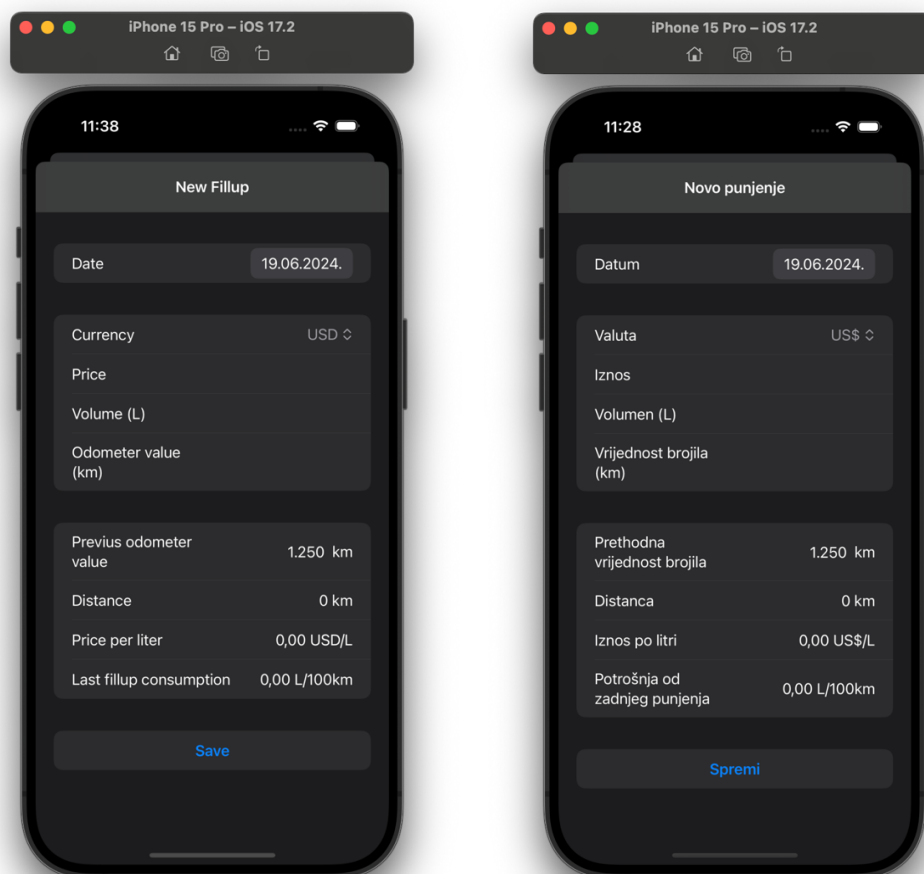 iPhone 15 Pro – iOS 17.2
11:38
New Fillup
Date
19.06.2024.
Currency
USD
Price
Volume (L)
Odometer value
(km)
Previus odometer
value
1.250 km
Distance
0 km
Price per liter
0,00 USD/L
Last fillup consumption
0,00 L/100km
Save
iPhone 15 Pro – iOS 17.2
11:28
Novo punjenje
Datum
19.06.2024.
Valuta
US$
Iznos
Volumen (L)
Vrijednost brojila
(km)
Prethodna
vrijednost brojila
1.250 km
Distanca
0 km
Iznos po litri
0,00 US$/L
Potrošnja od
zadnjeg punjenja
0,00 L/100km
Spremi